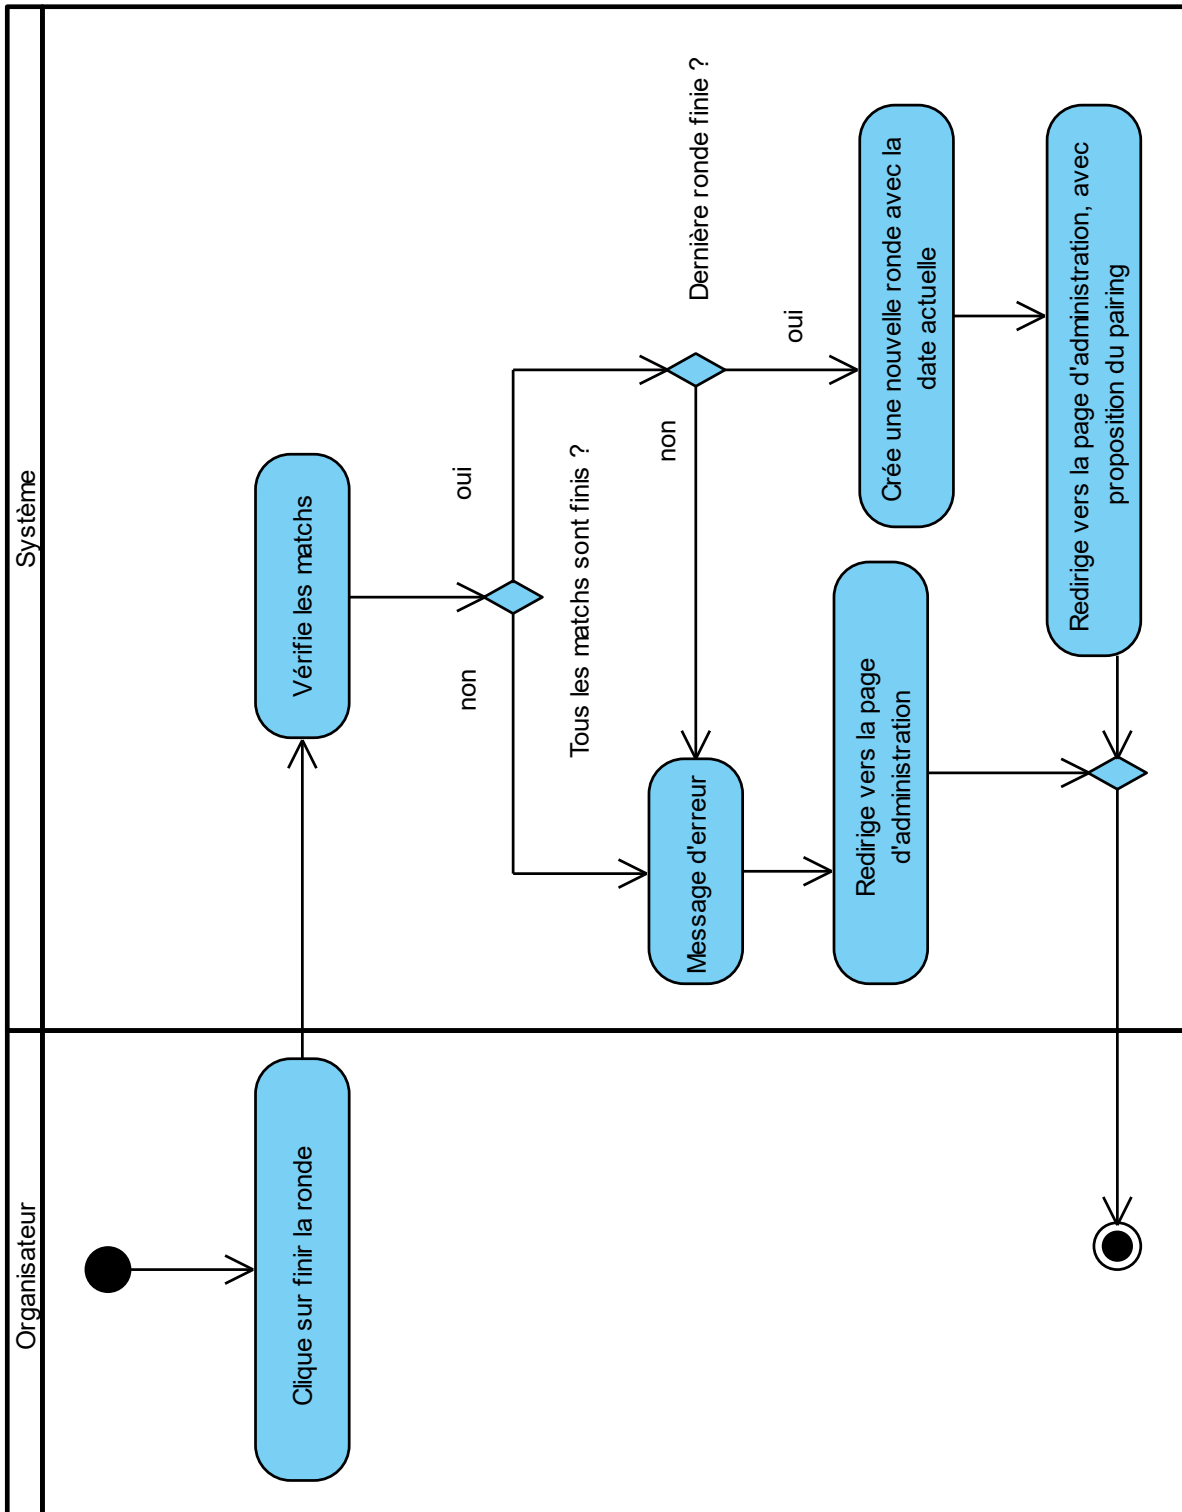 Organisateur
Système
Clique sur finir la ronde
Vérifie les matchs
non
oui
Tous les matchs sont finis ?
Dernière ronde finie ?
non
oui
Message d'erreur
Redirige vers la page
d'administration
Crée une nouvelle ronde avec la
date actuelle
Redirige vers la page d'administration, avec
proposition du pairing